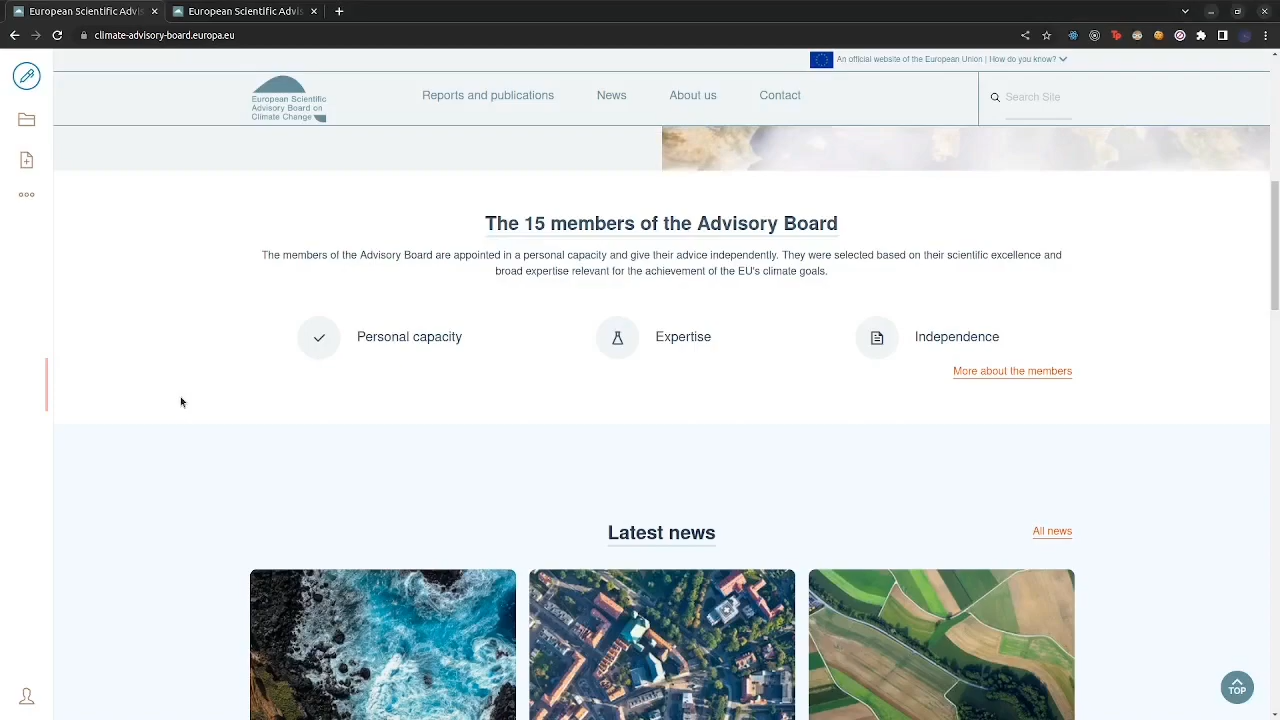 European Scientific Advis
European Scientific Advis
climate-advisory-board.europa.eu
An official website of the European Union | How do you know?
European Scientific
Advisory Board on
Climate Change
Reports and publications
News
About us
Contact
Search Site
The 15 members of the Advisory Board
The members of the Advisory Board are appointed in a personal capacity and give their advice independently. They were selected based on their scientific excellence and
broad expertise relevant for the achievement of the EU's climate goals.
Personal capacity
Expertise
Independence
More about the members
Latest news
All news
TOP